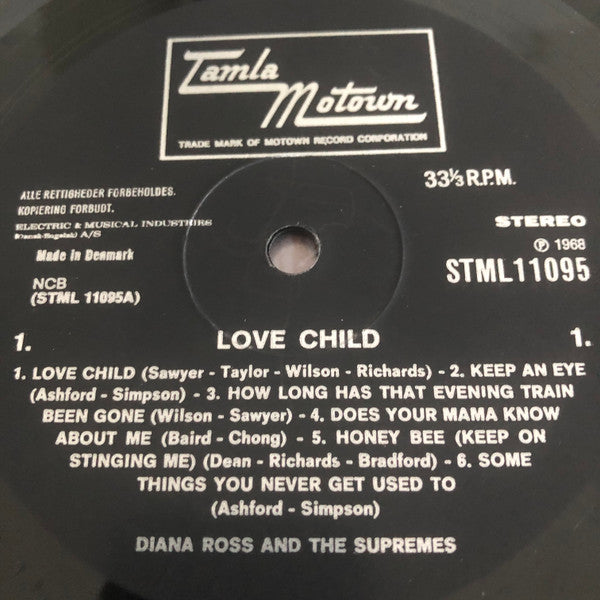 Tamla
Motown
TRADE MARK OF MOTOWN RECORD CORPORATION
33⅓ R.P.M.
ALLE RETTIGHEDER FORBEHOLDES.
KOPIERING FORBUDT.
ELECTRIC & MUSICAL INDUSTRIES
(Dansk-Engelsk) A/S
Made in Denmark
STEREO
℗ 1968
STML 11095
NCB
(STML 11095A)
1. LOVE CHILD 1.
1. LOVE CHILD (Sawyer - Taylor - Wilson - Richards) - 2. KEEP AN EYE
(Ashford - Simpson) - 3. HOW LONG HAS THAT EVENING TRAIN
BEEN GONE (Wilson - Sawyer) - 4. DOES YOUR MAMA KNOW
ABOUT ME (Baird - Chong) - 5. HONEY BEE (KEEP ON
STINGING ME) (Dean - Richards - Bradford) - 6. SOME
THINGS YOU NEVER GET USED TO
(Ashford - Simpson)
DIANA ROSS AND THE SUPREMES